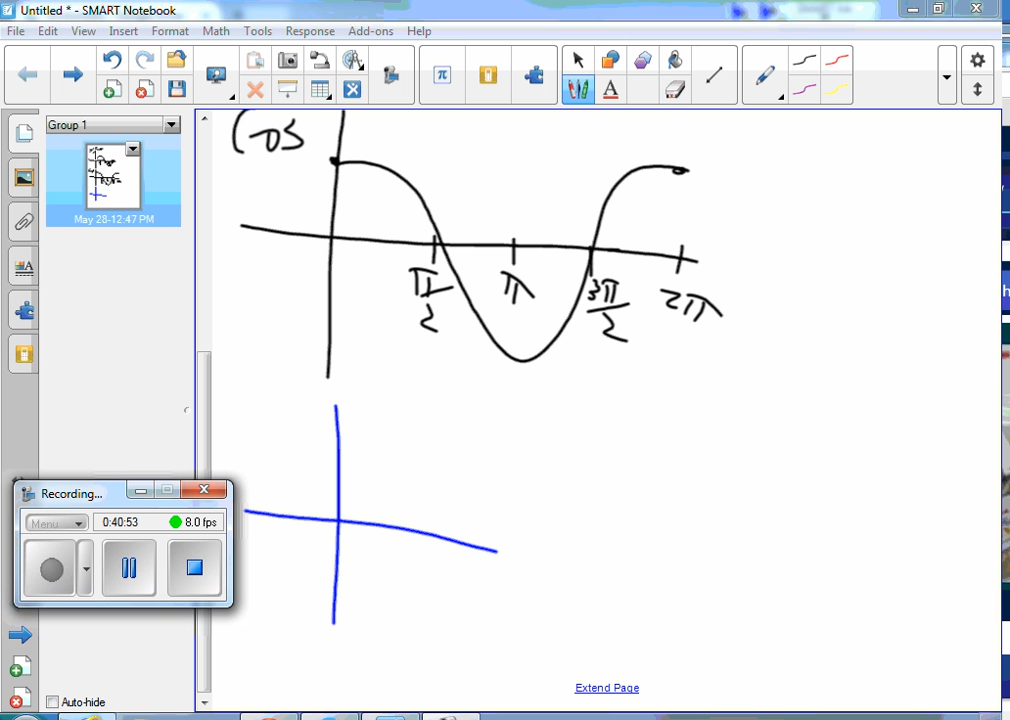 Untitled * - SMART Notebook
File Edit View Insert Format Math Tools Response Add-ons Help
π
A
Group 1
May 28-12:47 PM
Cos
π/2 π 3π/2 2π
Recording...
Menu 0:40:53 8.0 fps
Extend Page
Auto-hide